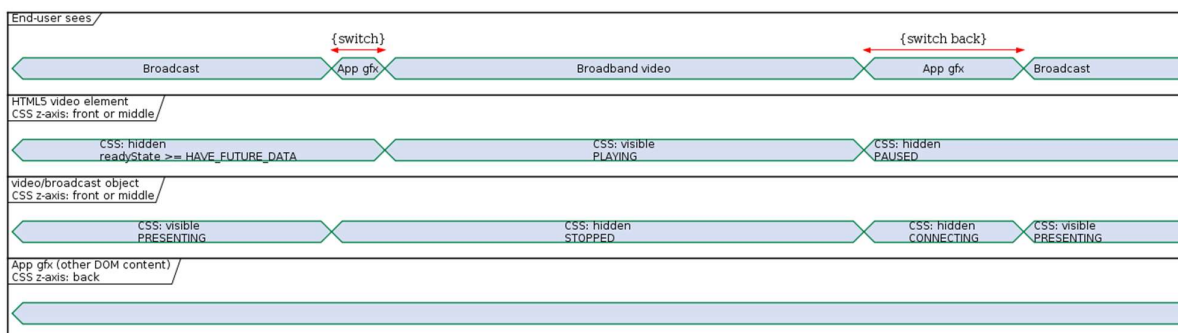 End-user sees
{switch}
{switch back}
Broadcast
App gfx
Broadband video
App gfx
Broadcast
HTML5 video element
CSS z-axis: front or middle
CSS: hidden
readyState >= HAVE_FUTURE_DATA
CSS: visible
PLAYING
CSS: hidden
PAUSED
video/broadcast object
CSS z-axis: front or middle
CSS: visible
PRESENTING
CSS: hidden
STOPPED
CSS: hidden
CONNECTING
CSS: visible
PRESENTING
App gfx (other DOM content)
CSS z-axis: back